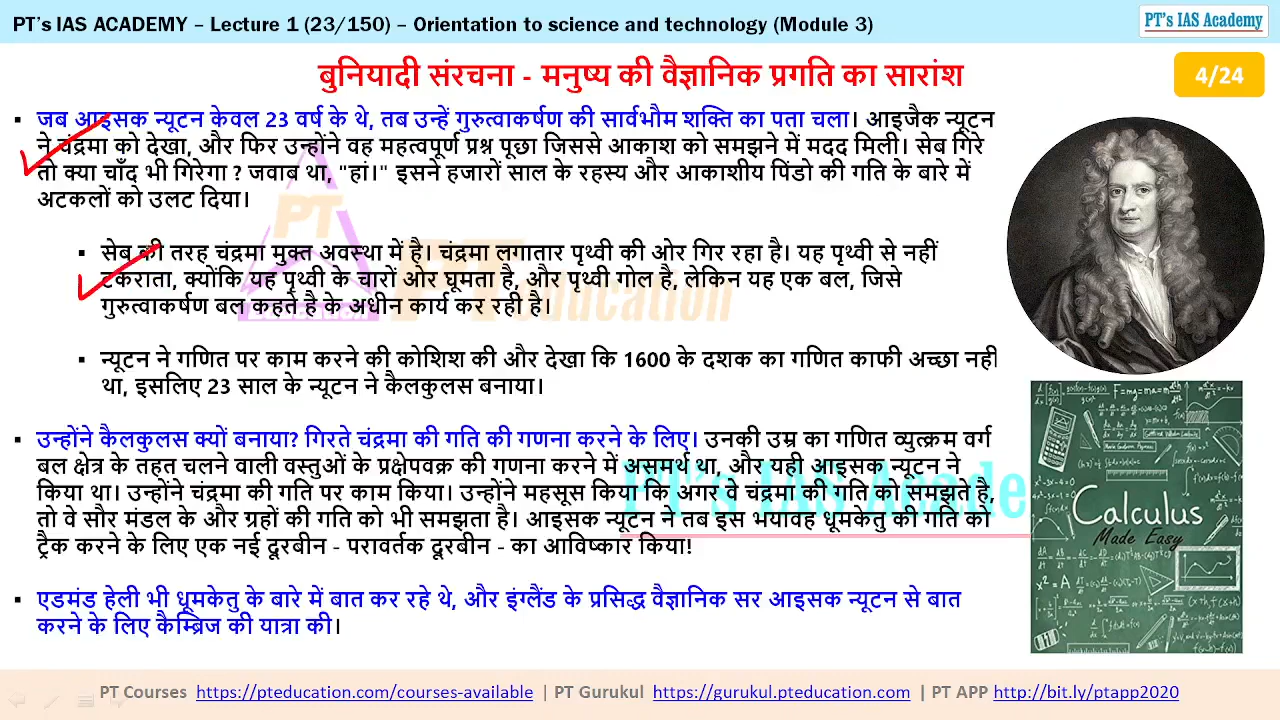 PT's IAS ACADEMY – Lecture 1 (23/150) – Orientation to science and technology (Module 3)
PT's IAS Academy
बुनियादी संरचना - मनुष्य की वैज्ञानिक प्रगति का सारांश
4/24
▪ जब आइसक न्यूटन केवल 23 वर्ष के थे, तब उन्हें गुरुत्वाकर्षण की सार्वभौम शक्ति का पता चला। आइजैक न्यूटन
ने चंद्रमा को देखा, और फिर उन्होंने वह महत्वपूर्ण प्रश्न पूछा जिससे आकाश को समझने में मदद मिली। सेब गिरे
तो क्या चाँद भी गिरेगा ? जवाब था, "हां।" इसने हजारों साल के रहस्य और आकाशीय पिंडो की गति के बारे में
अटकलों को उलट दिया।
▪ सेब की तरह चंद्रमा मुक्त अवस्था में है। चंद्रमा लगातार पृथ्वी की ओर गिर रहा है। यह पृथ्वी से नहीं
टकराता, क्योंकि यह पृथ्वी के चारों ओर घूमता है, और पृथ्वी गोल है, लेकिन यह एक बल, जिसे
गुरुत्वाकर्षण बल कहते है के अधीन कार्य कर रही है।
▪ न्यूटन ने गणित पर काम करने की कोशिश की और देखा कि 1600 के दशक का गणित काफी अच्छा नहीं
था, इसलिए 23 साल के न्यूटन ने कैलकुलस बनाया।
▪ उन्होंने कैलकुलस क्यों बनाया? गिरते चंद्रमा की गति की गणना करने के लिए। उनकी उम्र का गणित व्युत्क्रम वर्ग
बल क्षेत्र के तहत चलने वाली वस्तुओं के प्रक्षेपवक्र की गणना करने में असमर्थ था, और यही आइसक न्यूटन ने
किया था। उन्होंने चंद्रमा की गति पर काम किया। उन्होंने महसूस किया कि अगर वे चंद्रमा की गति को समझते है,
तो वे सौर मंडल के और ग्रहों की गति को भी समझता है। आइसक न्यूटन ने तब इस भयावह धूमकेतु की गति को
ट्रैक करने के लिए एक नई दूरबीन - परावर्तक दूरबीन - का आविष्कार किया!
▪ एडमंड हेली भी धूमकेतु के बारे में बात कर रहे थे, और इंग्लैंड के प्रसिद्ध वैज्ञानिक सर आइसक न्यूटन से बात
करने के लिए कैम्ब्रिज की यात्रा की।
PT education
PT's IAS Acade
Calculus
Made Easy
PT Courses https://pteducation.com/courses-available | PT Gurukul https://gurukul.pteducation.com | PT APP http://bit.ly/ptapp2020